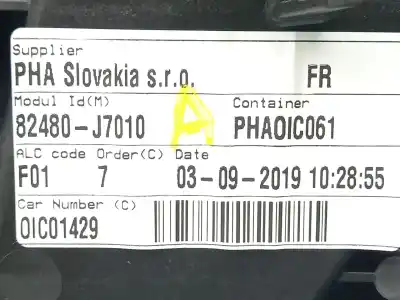 Supplier
PHA Slovakia s.r.o. FR
Modul Id(M) Container
82480-J7010 A PHAOIC061
ALC code Order(C) Date
F01 7 03-09-2019 10:28:55
Car Number (C)
OIC01429